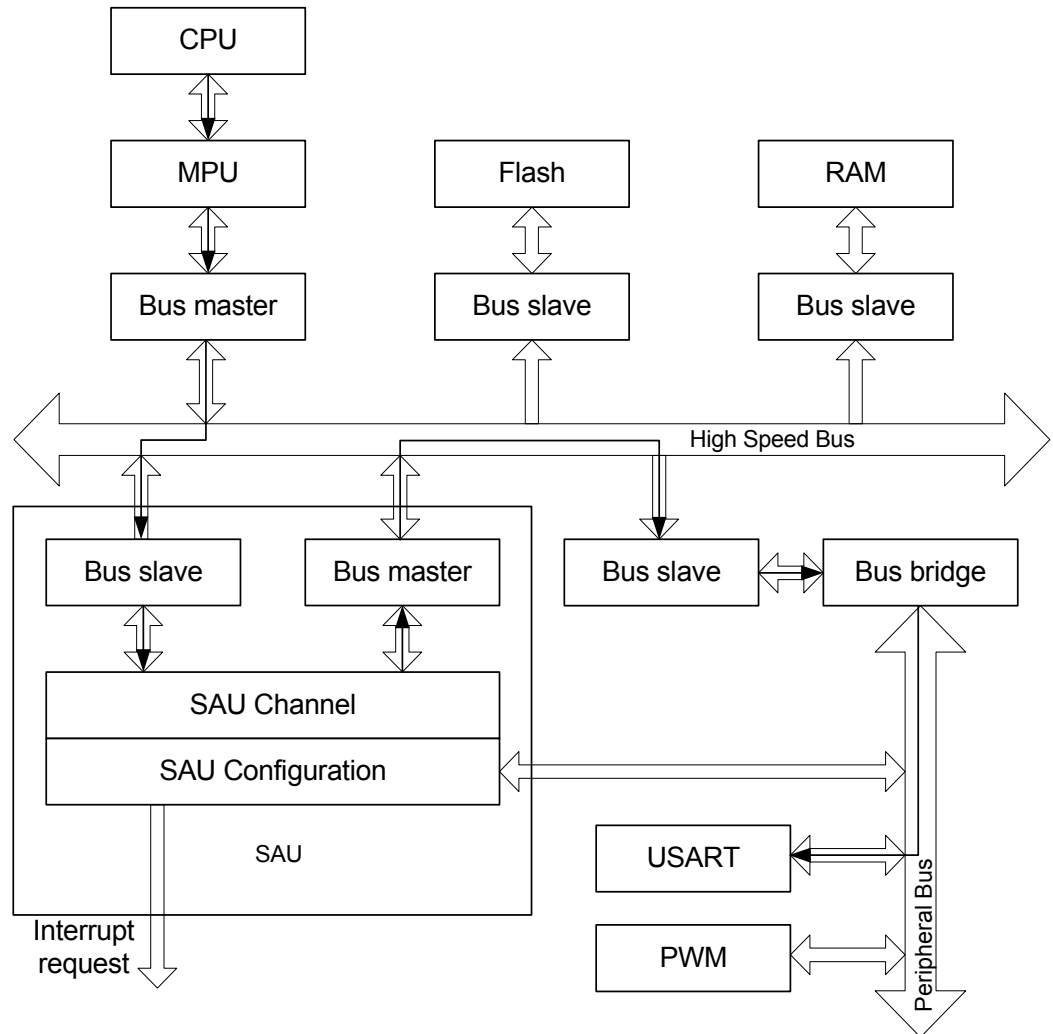 CPU
MPU
Flash
RAM
Bus master
Bus slave
Bus slave
High Speed Bus
Bus slave
Bus master
Bus slave
Bus bridge
SAU Channel
SAU Configuration
SAU
USART
PWM
Peripheral Bus
Interrupt
request